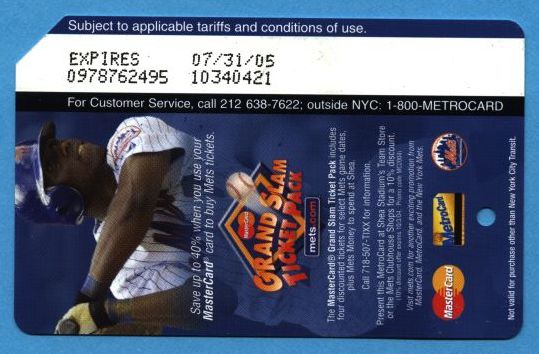 Subject to applicable tariffs and conditions of use.
EXPIRES 07/31/05
0978762495 10340421
For Customer Service, call 212 638-7622; outside NYC: 1-800-METROCARD
Save up to 40% when you use your
MasterCard® card to buy Mets tickets.
MasterCard
GRAND SLAM
TICKET PACK
mets.com
The MasterCard® Grand Slam Ticket Pack includes
four discounted tickets for select Mets game dates,
plus Mets Money to spend at Shea.
Call 718-507-TIXX for information.
Present this MetroCard at Shea Stadium's Team Store
or the Mets Clubhouse Shops for a 10% discount.
Visit mets.com for another exciting promotion from
MasterCard, MetroCard, and the New York Mets.
Mets
MetroCard
MasterCard
Not valid for purchase other than New York City Transit.